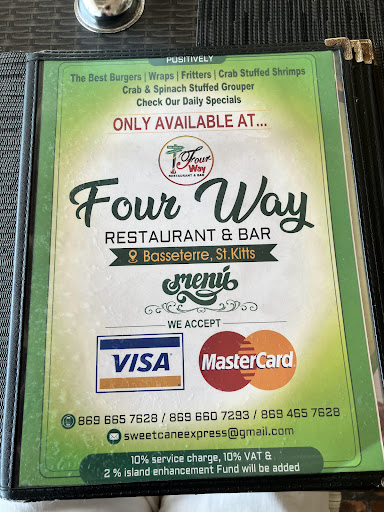 POSITIVELY
The Best Burgers | Wraps | Fritters | Crab Stuffed Shrimps
Crab & Spinach Stuffed Grouper
Check Our Daily Specials
ONLY AVAILABLE AT...
Four
Way
RESTAURANT & BAR
Four Way
RESTAURANT & BAR
Basseterre, St.Kitts
menú
WE ACCEPT
VISA
MasterCard
869 665 7628 / 869 660 7293 / 869 465 7628
sweetcaneexpress@gmail.com
10% service charge, 10% VAT &
2 % island enhancement Fund will be added